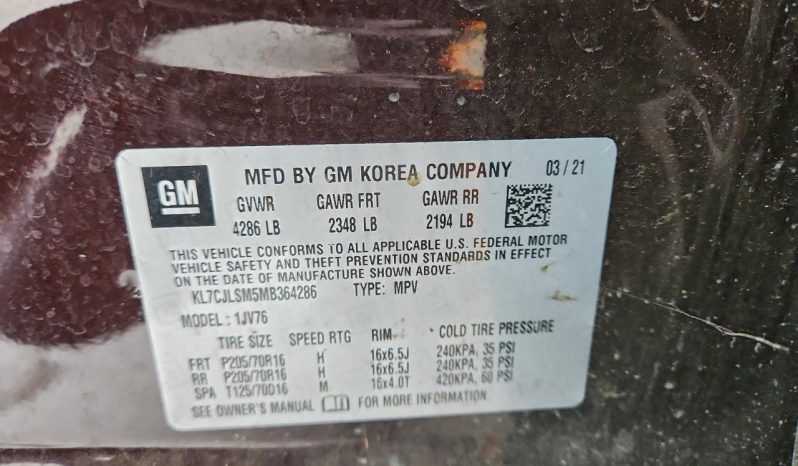 GM MFD BY GM KOREA COMPANY 03/21
GVWR GAWR FRT GAWR RR
4286 LB 2348 LB 2194 LB
THIS VEHICLE CONFORMS TO ALL APPLICABLE U.S. FEDERAL MOTOR
VEHICLE SAFETY AND THEFT PREVENTION STANDARDS IN EFFECT
ON THE DATE OF MANUFACTURE SHOWN ABOVE.
KL7CJLSM5MB364286 TYPE: MPV
MODEL: 1JV76
TIRE SIZE SPEED RTG RIM COLD TIRE PRESSURE
FRT P205/70R16 H 16x6.5J 240KPA, 35 PSI
RR P205/70R16 H 16x6.5J 240KPA, 35 PSI
SPA T125/70D16 M 16x4.0T 420KPA, 60 PSI
SEE OWNER'S MANUAL FOR MORE INFORMATION.